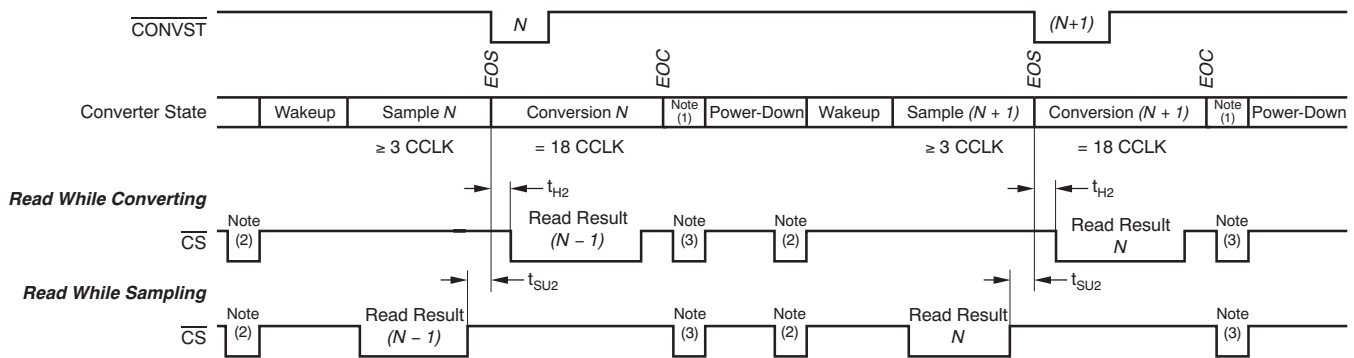 CONVST
N
(N+1)
EOS
EOC
EOS
EOC
Converter State
Wakeup
Sample N
Conversion N
Note
(1)
Power-Down
Wakeup
Sample (N + 1)
Conversion (N + 1)
Note
(1)
Power-Down
≥ 3 CCLK
= 18 CCLK
≥ 3 CCLK
= 18 CCLK
tH2
tH2
Read While Converting
CS
Note
(2)
Read Result
(N − 1)
Note
(3)
Note
(2)
Read Result
N
Note
(3)
tSU2
tSU2
Read While Sampling
CS
Note
(2)
Read Result
(N − 1)
Note
(3)
Note
(2)
Read Result
N
Note
(3)